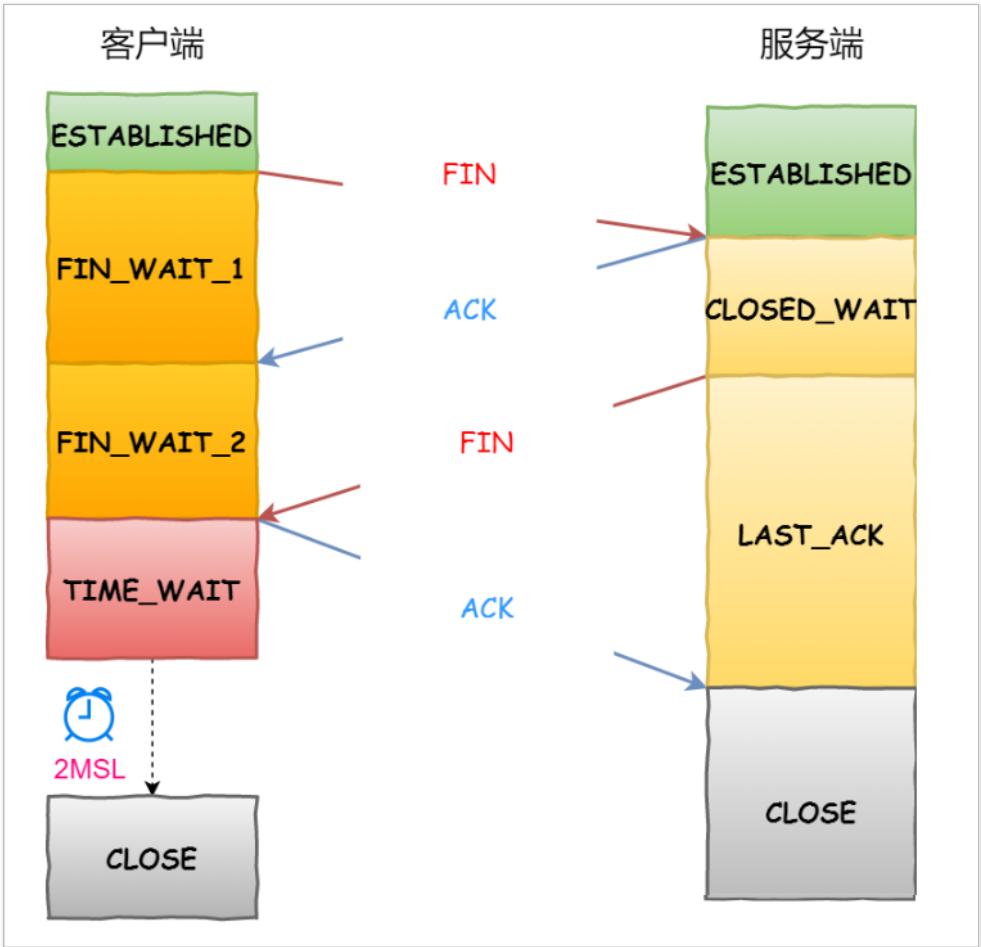 客户端
服务端
ESTABLISHED
FIN
ESTABLISHED
FIN_WAIT_1
ACK
CLOSED_WAIT
FIN_WAIT_2
FIN
LAST_ACK
TIME_WAIT
ACK
2MSL
CLOSE
CLOSE